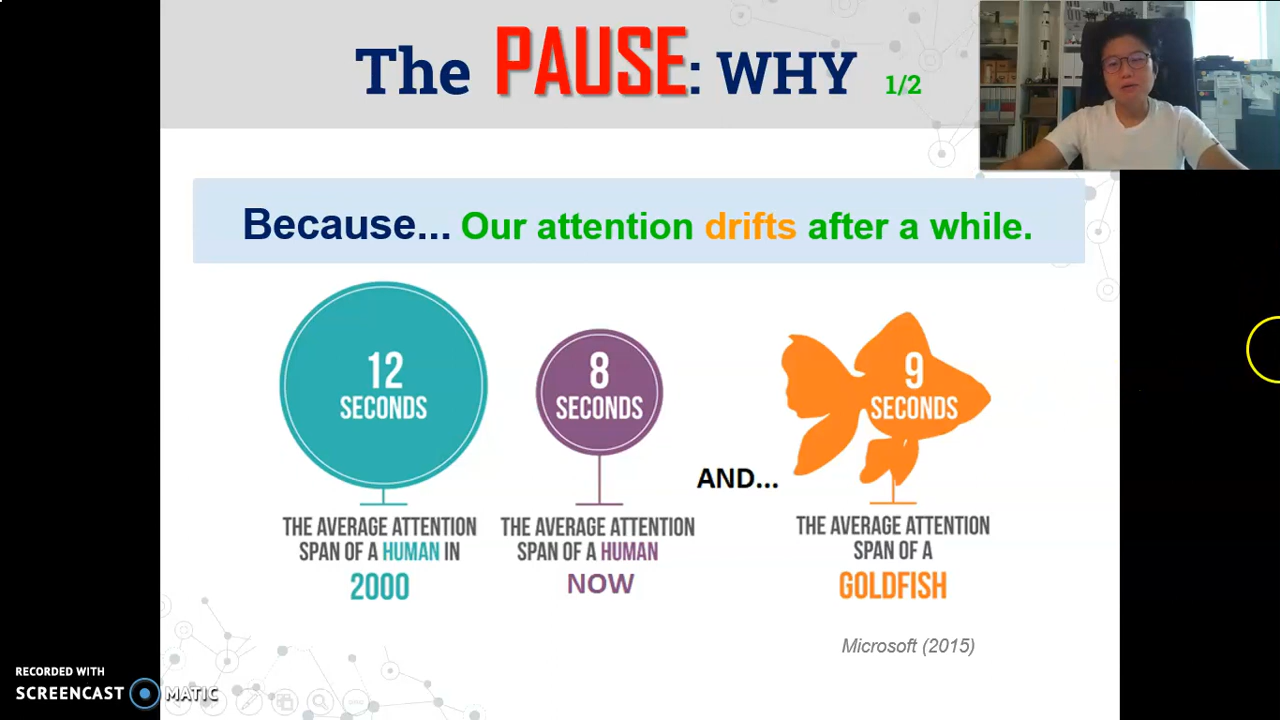 The PAUSE: WHY 1/2
Because... Our attention drifts after a while.
12
SECONDS
THE AVERAGE ATTENTION
SPAN OF A HUMAN IN
2000
8
SECONDS
THE AVERAGE ATTENTION
SPAN OF A HUMAN
NOW
AND...
9
SECONDS
THE AVERAGE ATTENTION
SPAN OF A
GOLDFISH
Microsoft (2015)
RECORDED WITH
SCREENCAST MATIC